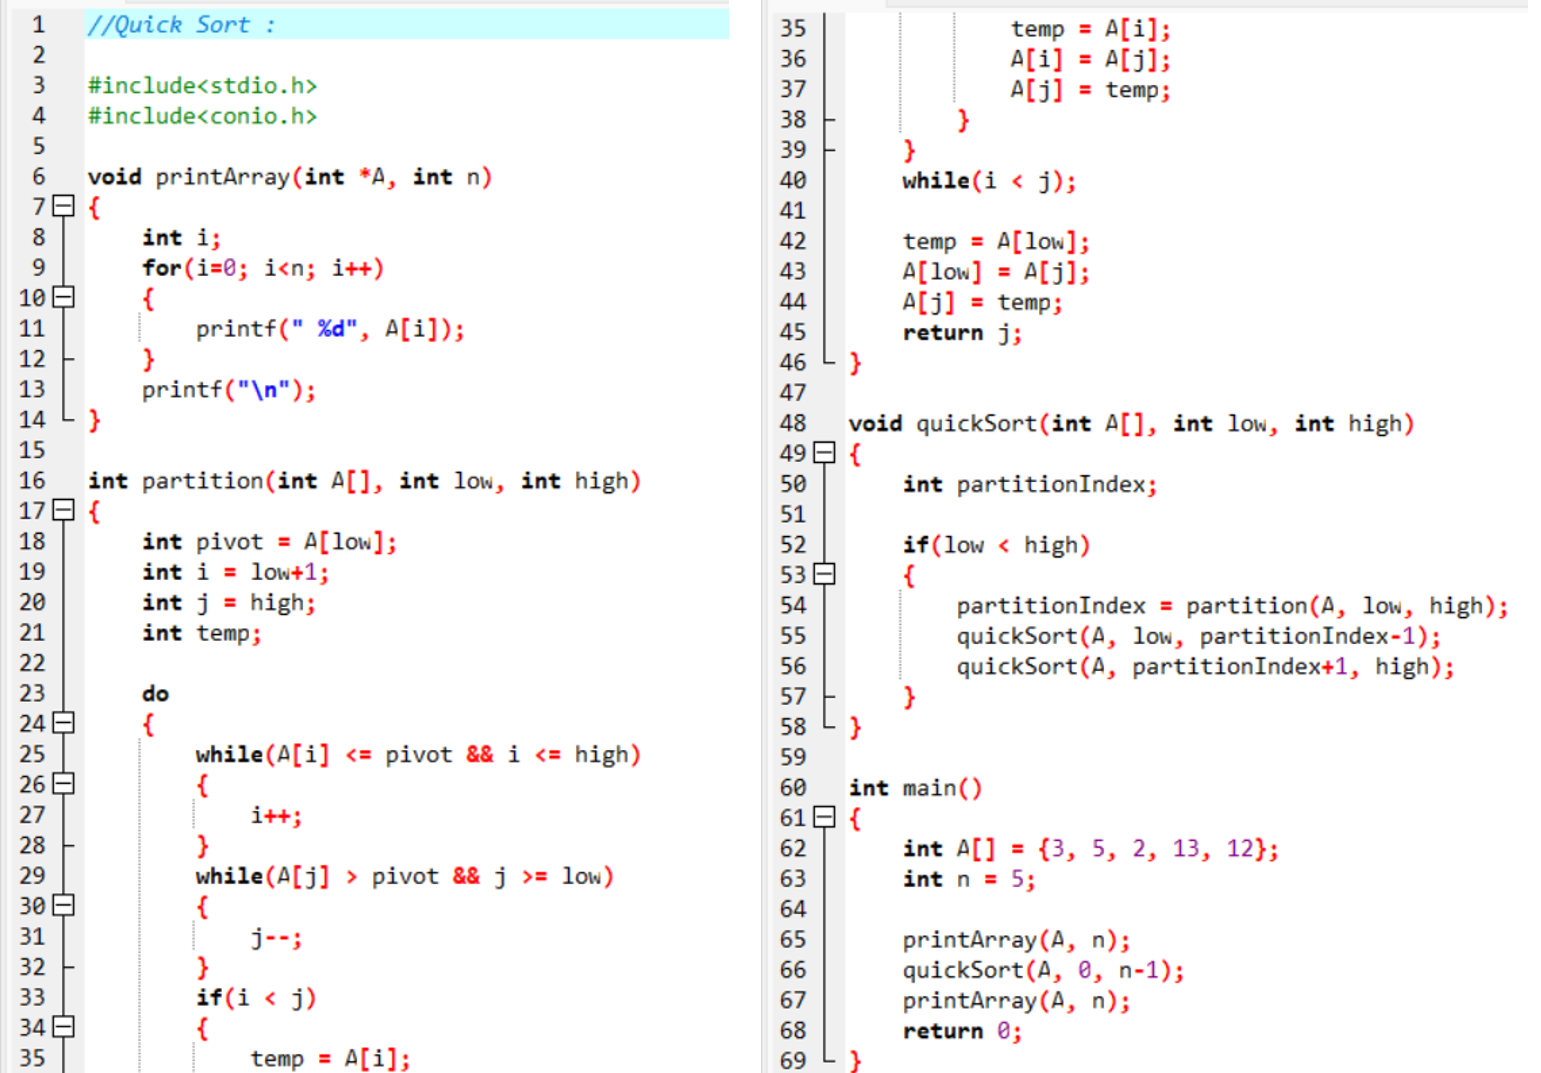 1 //Quick Sort :
2
3 #include<stdio.h>
4 #include<conio.h>
5
6 void printArray(int *A, int n)
7 {
8     int i;
9     for(i=0; i<n; i++)
10     {
11         printf(" %d", A[i]);
12     }
13     printf("\n");
14 }
15
16 int partition(int A[], int low, int high)
17 {
18     int pivot = A[low];
19     int i = low+1;
20     int j = high;
21     int temp;
22
23     do
24     {
25         while(A[i] <= pivot && i <= high)
26         {
27             i++;
28         }
29         while(A[j] > pivot && j >= low)
30         {
31             j--;
32         }
33         if(i < j)
34         {
35             temp = A[i];
35             temp = A[i];
36             A[i] = A[j];
37             A[j] = temp;
38         }
39     }
40     while(i < j);
41
42     temp = A[low];
43     A[low] = A[j];
44     A[j] = temp;
45     return j;
46 }
47
48 void quickSort(int A[], int low, int high)
49 {
50     int partitionIndex;
51
52     if(low < high)
53     {
54         partitionIndex = partition(A, low, high);
55         quickSort(A, low, partitionIndex-1);
56         quickSort(A, partitionIndex+1, high);
57     }
58 }
59
60 int main()
61 {
62     int A[] = {3, 5, 2, 13, 12};
63     int n = 5;
64
65     printArray(A, n);
66     quickSort(A, 0, n-1);
67     printArray(A, n);
68     return 0;
69 }